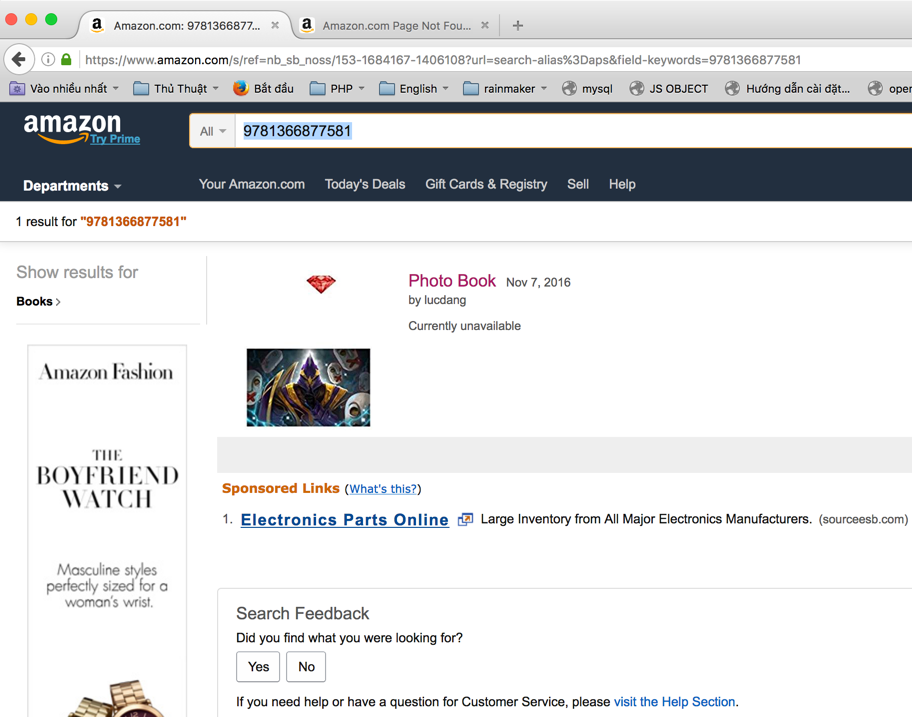 Amazon.com: 9781366877...
Amazon.com Page Not Fou...
https://www.amazon.com/s/ref=nb_sb_noss/153-1684167-1406108?url=search-alias%3Daps&field-keywords=9781366877581
Vào nhiều nhất
Thủ Thuật
Bắt đầu
PHP
English
rainmaker
mysql
JS OBJECT
Hướng dẫn cài đặt...
oper
amazon
Try Prime
All
9781366877581
Departments
Your Amazon.com
Today's Deals
Gift Cards & Registry
Sell
Help
1 result for "9781366877581"
Show results for
Books
Photo Book Nov 7, 2016
by lucdang
Currently unavailable
Amazon Fashion
THE
BOYFRIEND
WATCH
Masculine styles
perfectly sized for a
woman's wrist.
Sponsored Links (What's this?)
1. Electronics Parts Online Large Inventory from All Major Electronics Manufacturers. (sourceesb.com)
Search Feedback
Did you find what you were looking for?
Yes
No
If you need help or have a question for Customer Service, please visit the Help Section.